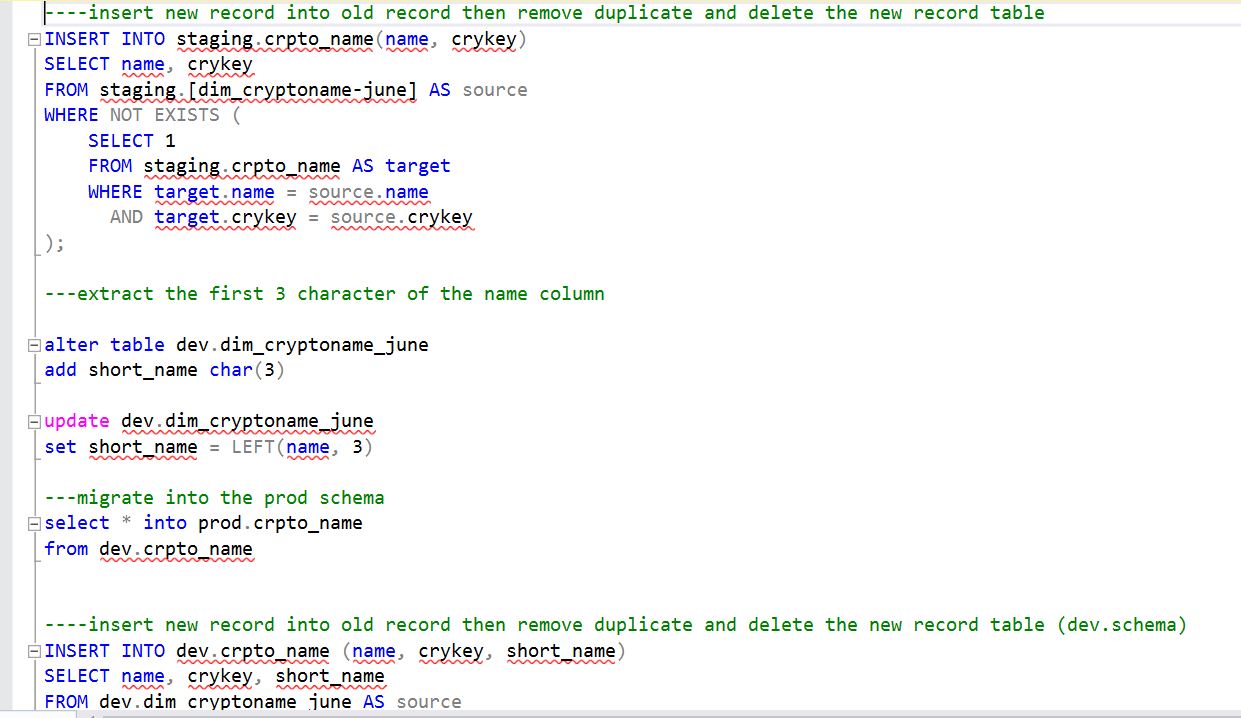 ----insert new record into old record then remove duplicate and delete the new record table
INSERT INTO staging.crpto_name(name, crykey)
SELECT name, crykey
FROM staging.[dim_cryptoname-june] AS source
WHERE NOT EXISTS (
    SELECT 1
    FROM staging.crpto_name AS target
    WHERE target.name = source.name
      AND target.crykey = source.crykey
);
---extract the first 3 character of the name column
alter table dev.dim_cryptoname_june
add short_name char(3)
update dev.dim_cryptoname_june
set short_name = LEFT(name, 3)
---migrate into the prod schema
select * into prod.crpto_name
from dev.crpto_name
----insert new record into old record then remove duplicate and delete the new record table (dev.schema)
INSERT INTO dev.crpto_name (name, crykey, short_name)
SELECT name, crykey, short_name
FROM dev.dim_cryptoname_june AS source